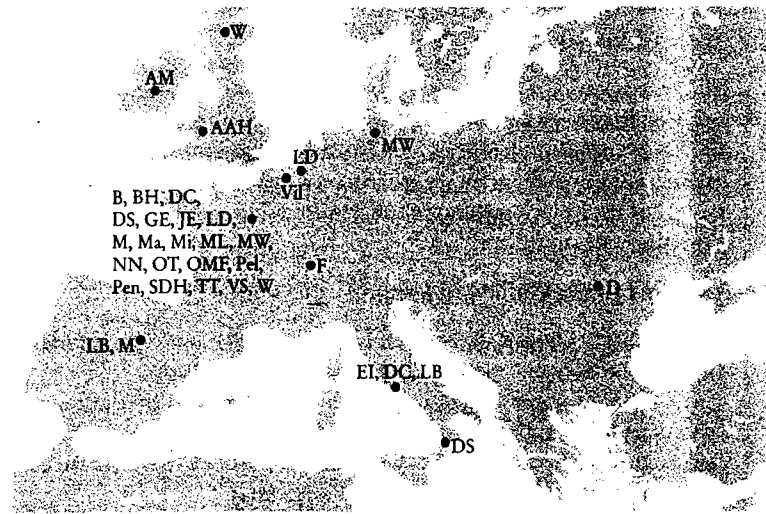 W
AM
AAH
MW
LD
Vil
B, BH, DC,
DS, GE, JE, LD,
M, Ma, Mi, ML, MW,
NN, OT, OMF, Pel,
Pen, SDH, TT, VS, W
F
D
LB, M
EI, DC, LB
DS